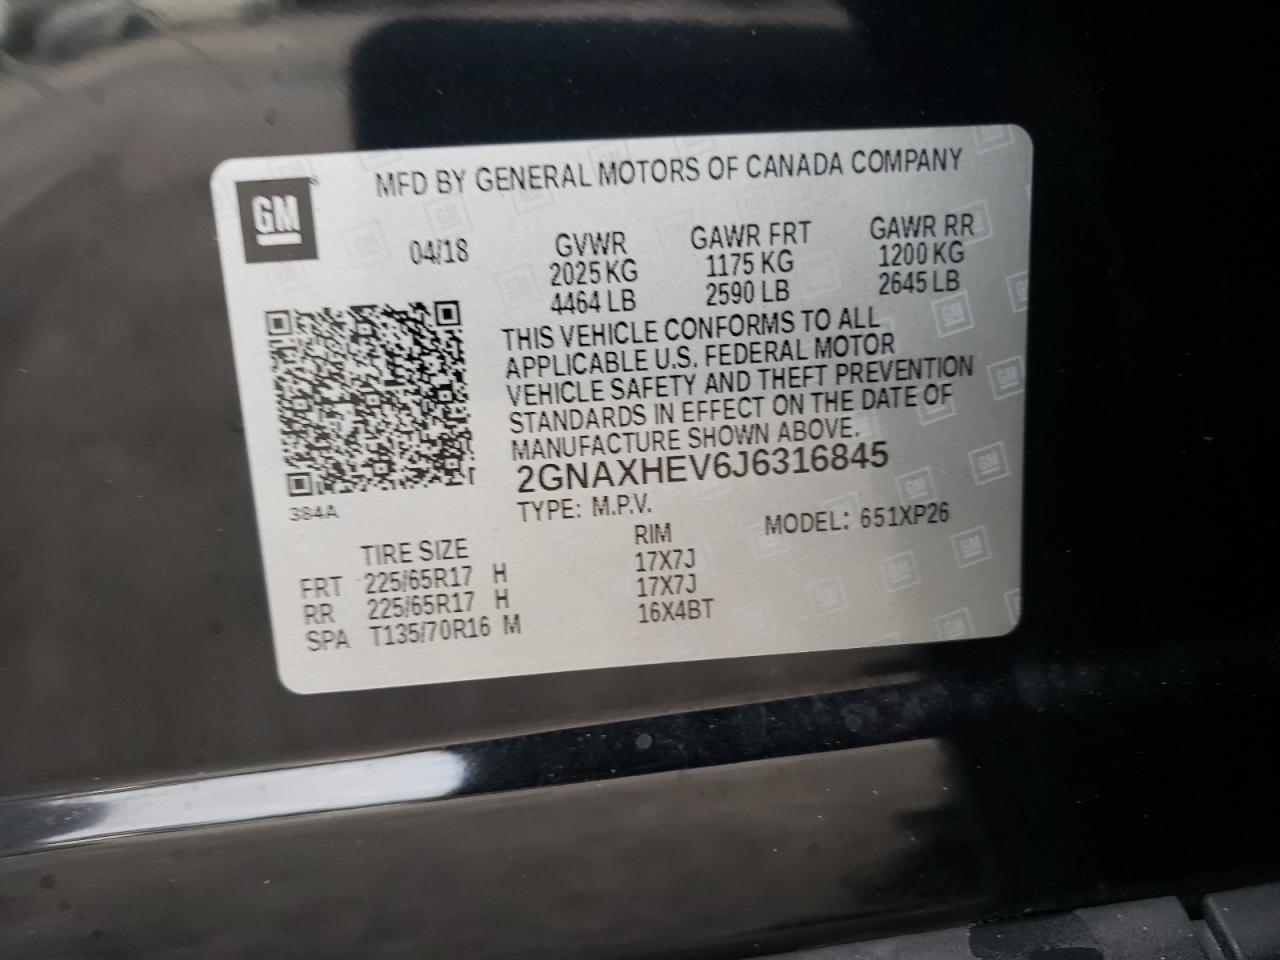 GM
MFD BY GENERAL MOTORS OF CANADA COMPANY
04/18 GVWR GAWR FRT GAWR RR
2025 KG 1175 KG 1200 KG
4464 LB 2590 LB 2645 LB
THIS VEHICLE CONFORMS TO ALL
APPLICABLE U.S. FEDERAL MOTOR
VEHICLE SAFETY AND THEFT PREVENTION
STANDARDS IN EFFECT ON THE DATE OF
MANUFACTURE SHOWN ABOVE.
2GNAXHEV6J6316845
384A
TYPE: M.P.V. MODEL: 651XP26
TIRE SIZE RIM
FRT 225/65R17 H 17X7J
RR 225/65R17 H 17X7J
SPA T135/70R16 M 16X4BT